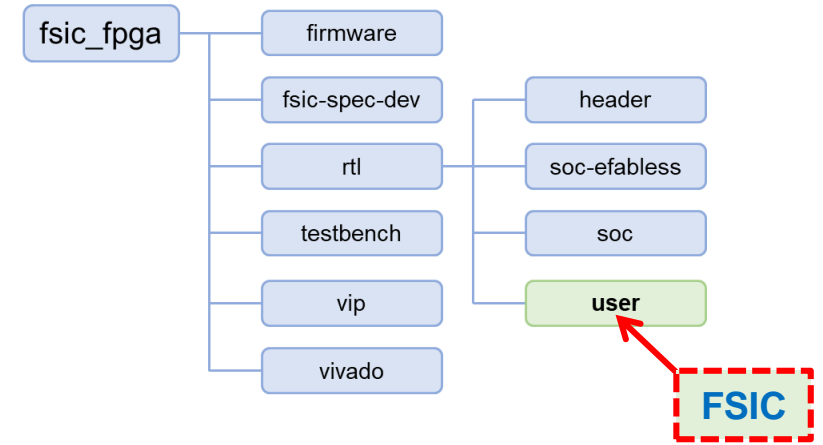 fsic_fpga
firmware
fsic-spec-dev
rtl
testbench
vip
vivado
header
soc-efabless
soc
user
FSIC